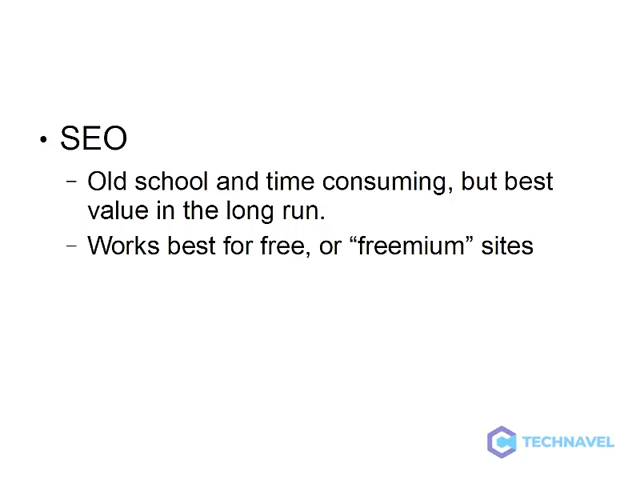 • SEO
– Old school and time consuming, but best
value in the long run.
– Works best for free, or “freemium” sites
TECHNAVEL